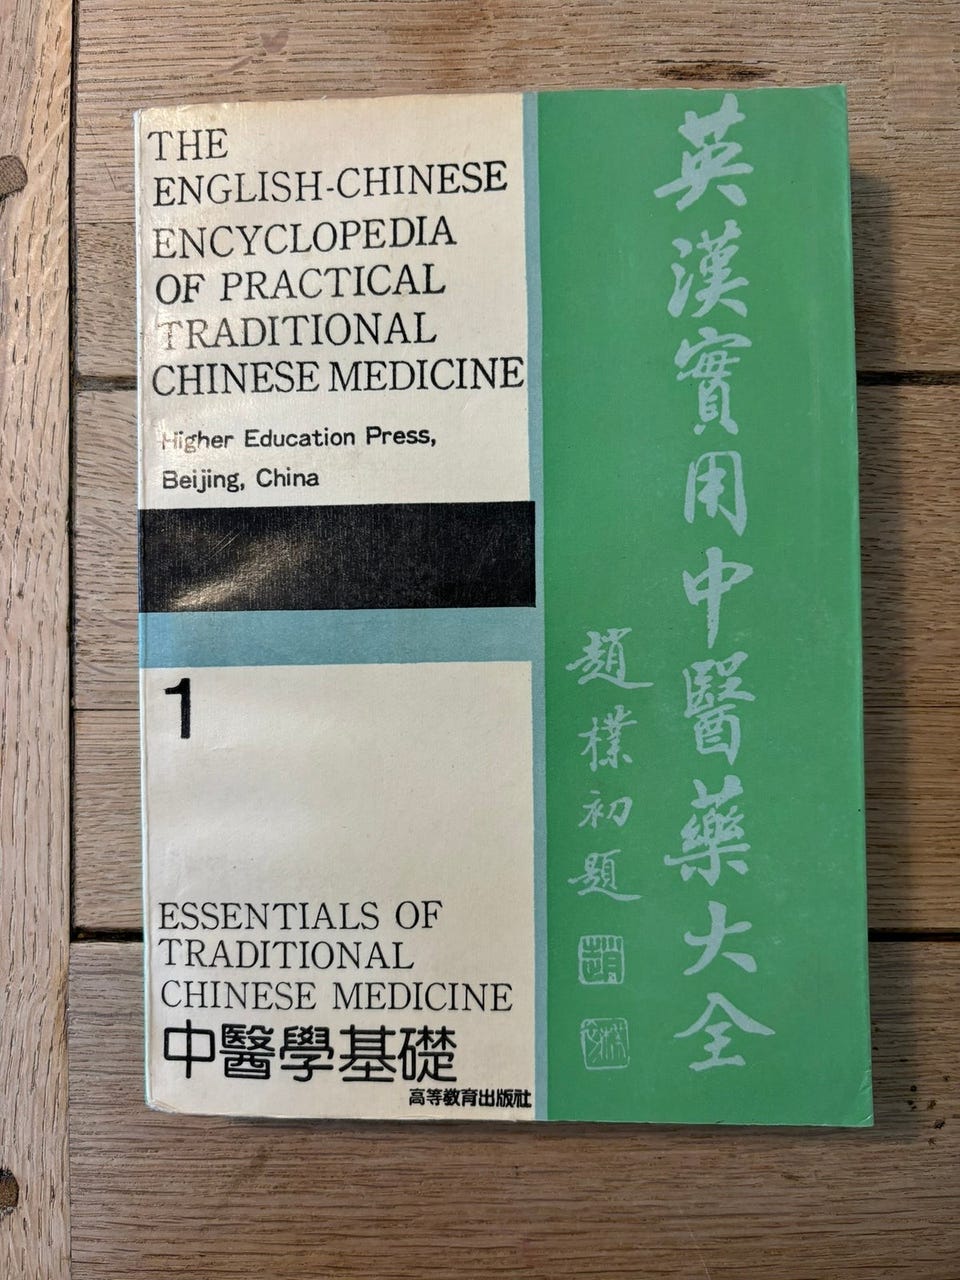 THE
ENGLISH-CHINESE
ENCYCLOPEDIA
OF PRACTICAL
TRADITIONAL
CHINESE MEDICINE
Higher Education Press,
Beijing, China
1
ESSENTIALS OF
TRADITIONAL
CHINESE MEDICINE
中醫學基礎
高等教育出版社
英漢實用中醫藥大全
趙樸初題
趙